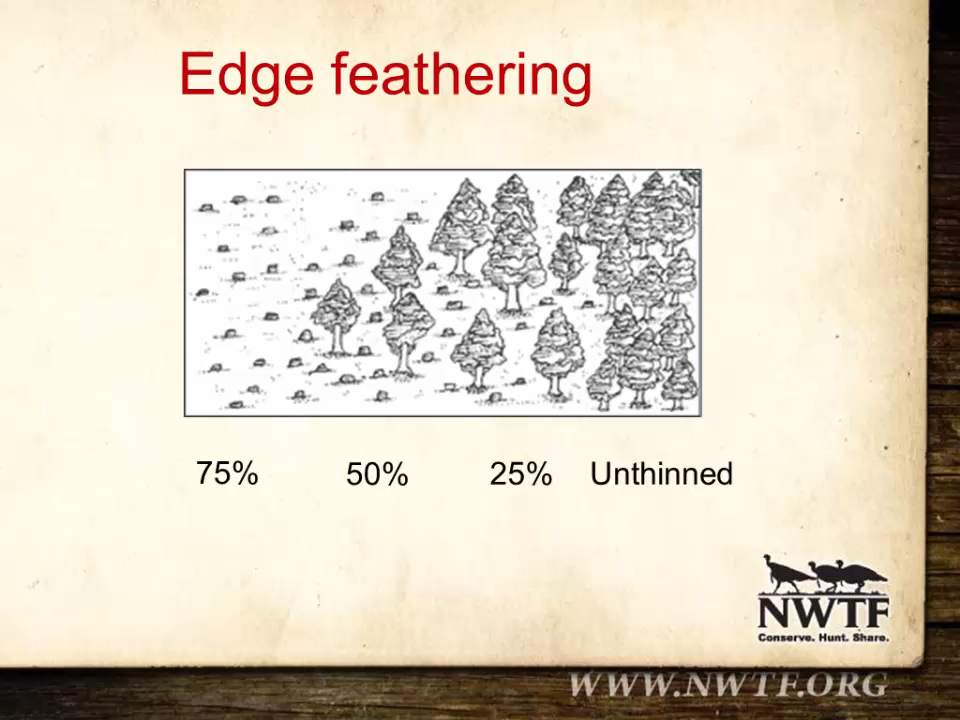 Edge feathering
75%
50%
25%
Unthinned
NWTF
Conserve. Hunt. Share.
WWW.NWTF.ORG